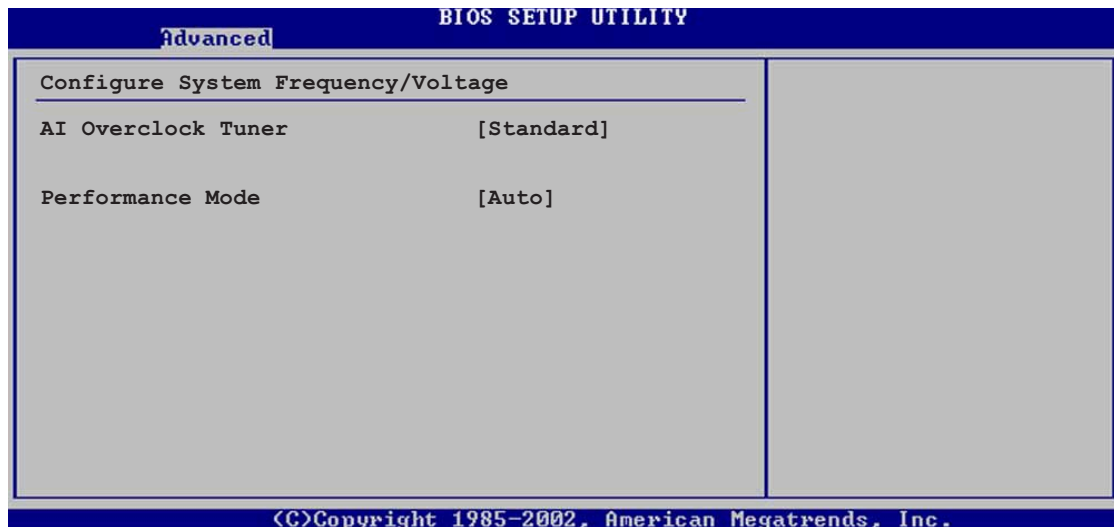 BIOS SETUP UTILITY
Advanced
Configure System Frequency/Voltage
AI Overclock Tuner [Standard]
Performance Mode [Auto]
(C)Copyright 1985-2002, American Megatrends, Inc.